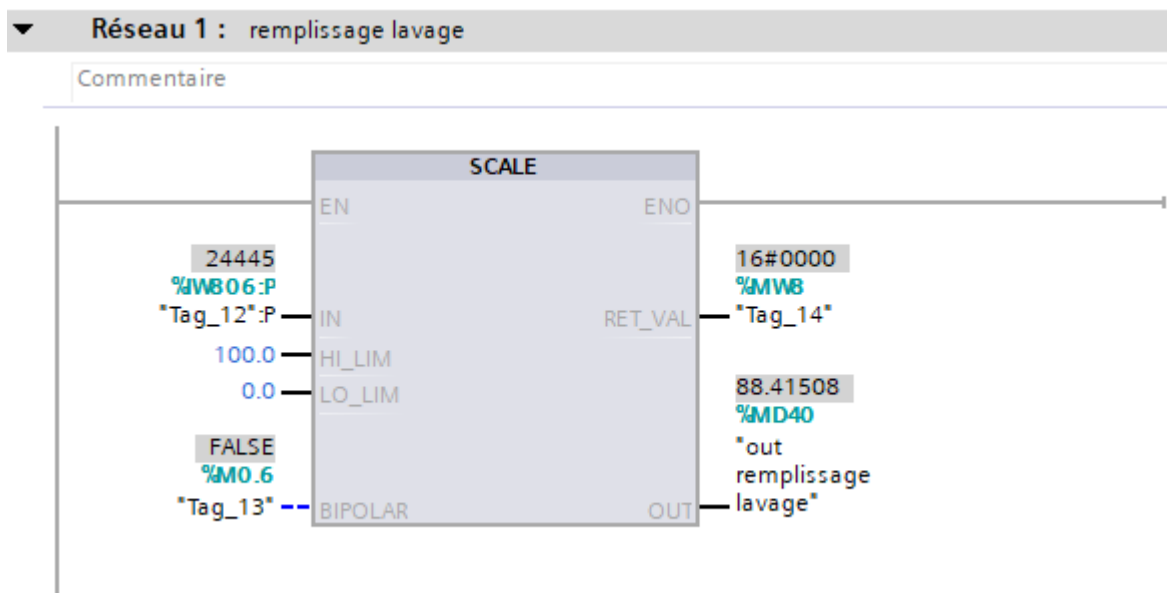 Réseau 1 : remplissage lavage
Commentaire
SCALE
EN ENO
24445
%IW806:P
"Tag_12":P IN
100.0 HI_LIM
0.0 LO_LIM
FALSE
%M0.6
"Tag_13" BIPOLAR
16#0000
%MW8
RET_VAL "Tag_14"
88.41508
%MD40
"out
remplissage
OUT lavage"